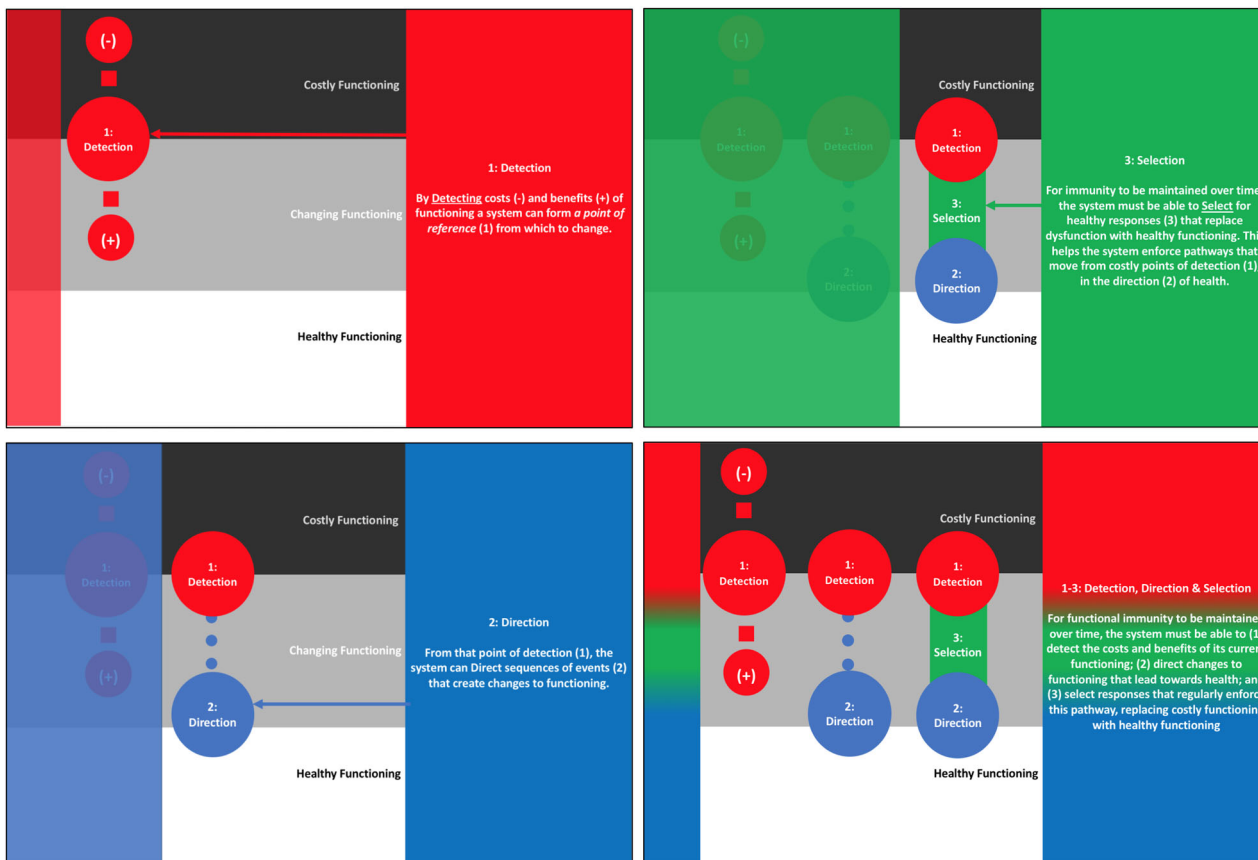 (-)
Costly Functioning
1:
Detection
Changing Functioning
(+)
Healthy Functioning
1: Detection
By Detecting costs (-) and benefits (+) of
functioning a system can form a point of
reference (1) from which to change.
(-)
Costly Functioning
1:
Detection
1:
Detection
(+)
2:
Direction
Changing Functioning
Healthy Functioning
2: Direction
From that point of detection (1), the
system can Direct sequences of events (2)
that create changes to functioning.
(-)
Costly Functioning
1:
Detection
1:
Detection
1:
Detection
(+)
3:
Selection
2:
Direction
2:
Direction
Healthy Functioning
3: Selection
For immunity to be maintained over time
the system must be able to Select for
healthy responses (3) that replace
dysfunction with healthy functioning. Thi
helps the system enforce pathways that
move from costly points of detection (1)
in the direction (2) of health.
(-)
Costly Functioning
1:
Detection
1:
Detection
1:
Detection
(+)
3:
Selection
2:
Direction
2:
Direction
Healthy Functioning
1-3: Detection, Direction & Selection
For functional immunity to be maintaine
over time, the system must be able to (1
detect the costs and benefits of its curren
functioning; (2) direct changes to
functioning that lead towards health; an
(3) select responses that regularly enforc
this pathway, replacing costly functionin
with healthy functioning